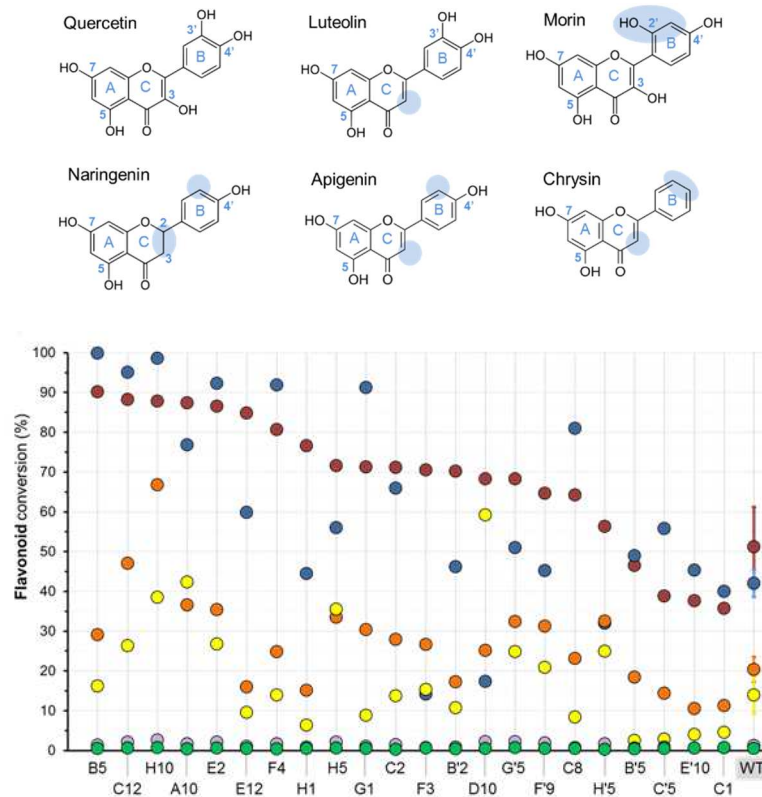 Quercetin
OH
3'
OH
4'
B
HO
7
O
A
C
3
5
OH
OH
O
Luteolin
OH
3'
OH
4'
B
HO
7
O
A
C
5
OH
O
Morin
HO
2'
OH
B
4'
HO
7
O
A
C
3
5
OH
OH
O
Naringenin
OH
B
4'
HO
7
O
2
A
C
3
5
OH
O
Apigenin
OH
B
4'
HO
7
O
A
C
5
OH
O
Chrysin
B
HO
7
O
A
C
5
OH
O
Flavonoid conversion (%)
100
90
80
70
60
50
40
30
20
10
0
B5 H10 E2 F4 H5 C2 B'2 G'5 C8 B'5 E'10 WT
C12 A10 E12 H1 G1 F3 D10 F'9 H'5 C'5 C1